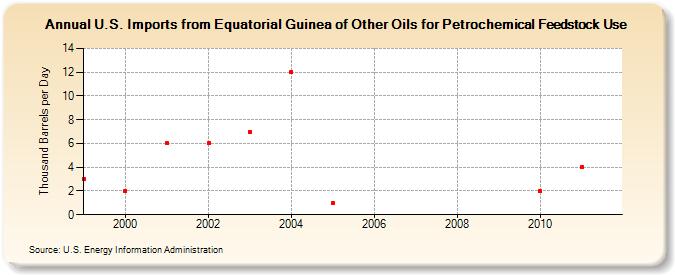 Annual U.S. Imports from Equatorial Guinea of Other Oils for Petrochemical Feedstock Use
Thousand Barrels per Day
14
12
10
8
6
4
2
0
2000 2002 2004 2006 2008 2010
Source: U.S. Energy Information Administration